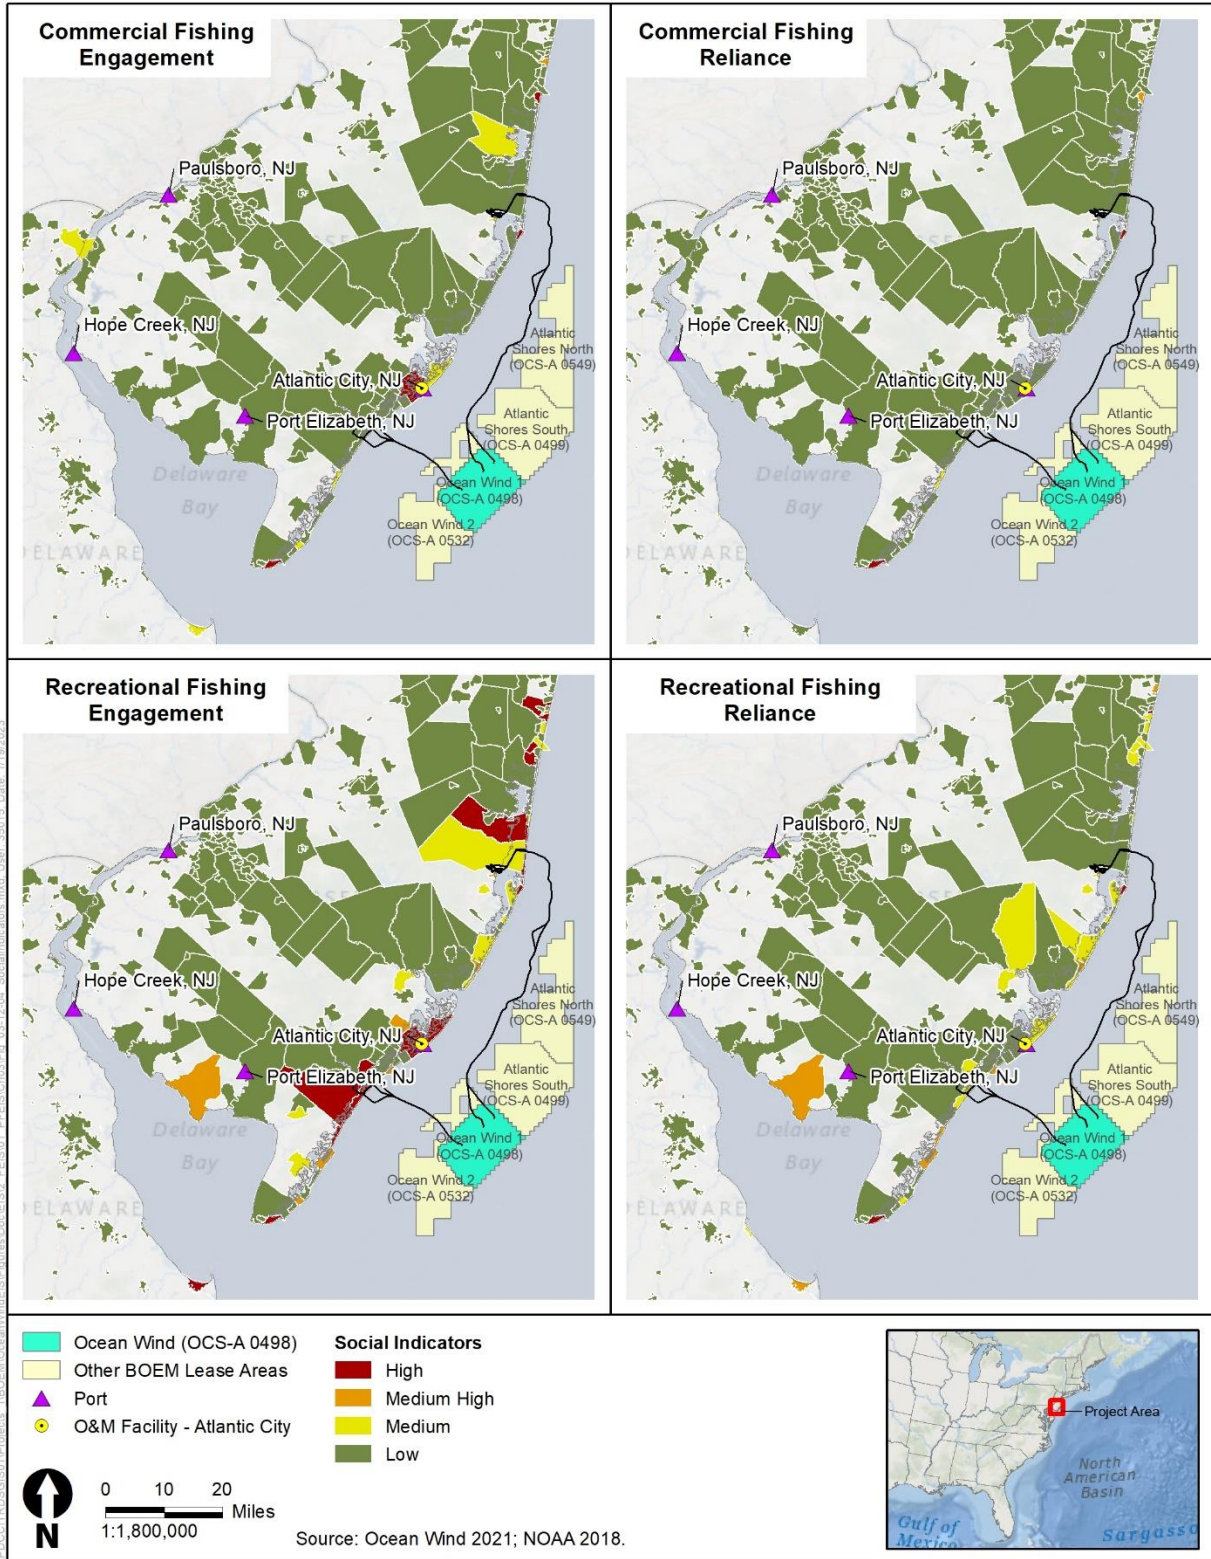 Commercial Fishing
Engagement
Paulsboro, NJ
Hope Creek, NJ
Atlantic City, NJ
Port Elizabeth, NJ
Delaware
Bay
DELAWARE
Atlantic
Shores North
(OCS-A 0549)
Atlantic
Shores South
(OCS-A 0499)
Ocean Wind 1
(OCS-A 0498)
Ocean Wind 2
(OCS-A 0532)
Commercial Fishing
Reliance
Paulsboro, NJ
Hope Creek, NJ
Atlantic City, NJ
Port Elizabeth, NJ
Delaware
Bay
DELAWARE
Atlantic
Shores North
(OCS-A 0549)
Atlantic
Shores South
(OCS-A 0499)
Ocean Wind
(OCS-A 0498)
Ocean Wind 2
(OCS-A 0532)
Recreational Fishing
Engagement
Paulsboro, NJ
Hope Creek, NJ
Atlantic City, NJ
Port Elizabeth, NJ
Delaware
Bay
DELAWARE
Atlantic
Shores North
(OCS-A 0549)
Atlantic
Shores South
(OCS-A 0499)
Ocean Wind
(OCS-A 0498)
Ocean Wind 2
(OCS-A 0532)
Recreational Fishing
Reliance
Paulsboro, NJ
Hope Creek, NJ
Atlantic City, NJ
Port Elizabeth, NJ
Delaware
Bay
DELAWARE
Atlantic
Shores North
(OCS-A 0549)
Atlantic
Shores South
(OCS-A 0499)
Ocean Wind
(OCS-A 0498)
Ocean Wind 2
(OCS-A 0532)
Ocean Wind (OCS-A 0498)
Other BOEM Lease Areas
Port
O&M Facility - Atlantic City
Social Indicators
High
Medium High
Medium
Low
N
0 10 20
Miles
1:1,800,000
Source: Ocean Wind 2021; NOAA 2018.
Project Area
North
American
Basin
Gulf of
Mexico
Sargasso